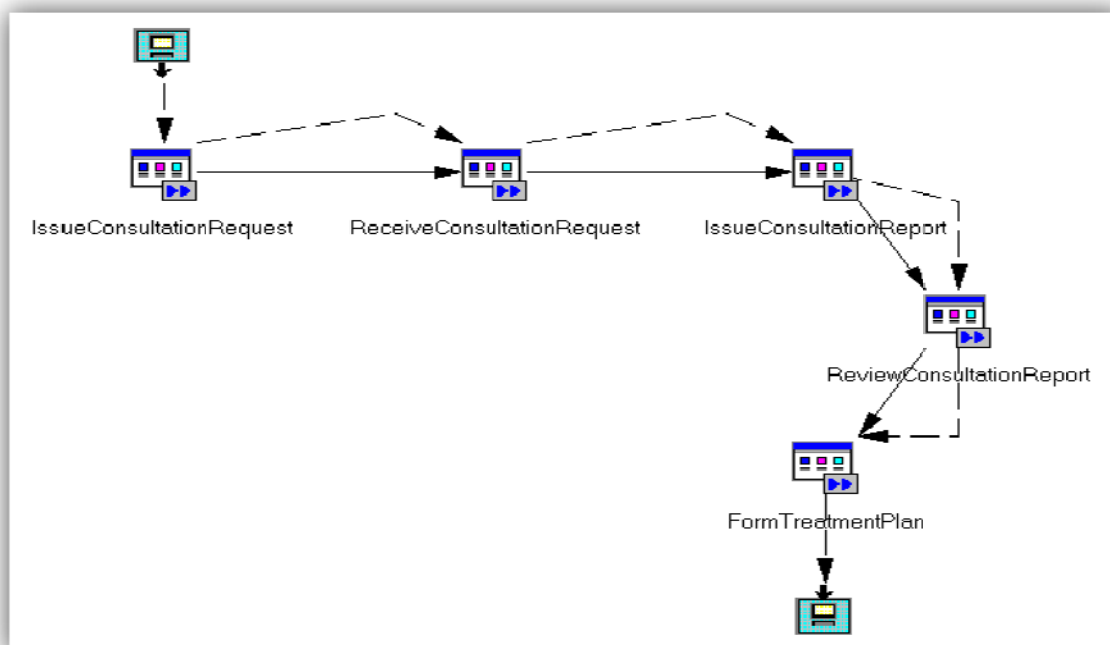 IssueConsultationRequest
ReceiveConsultationRequest
IssueConsultationReport
ReviewConsultationReport
FormTreatmentPlan